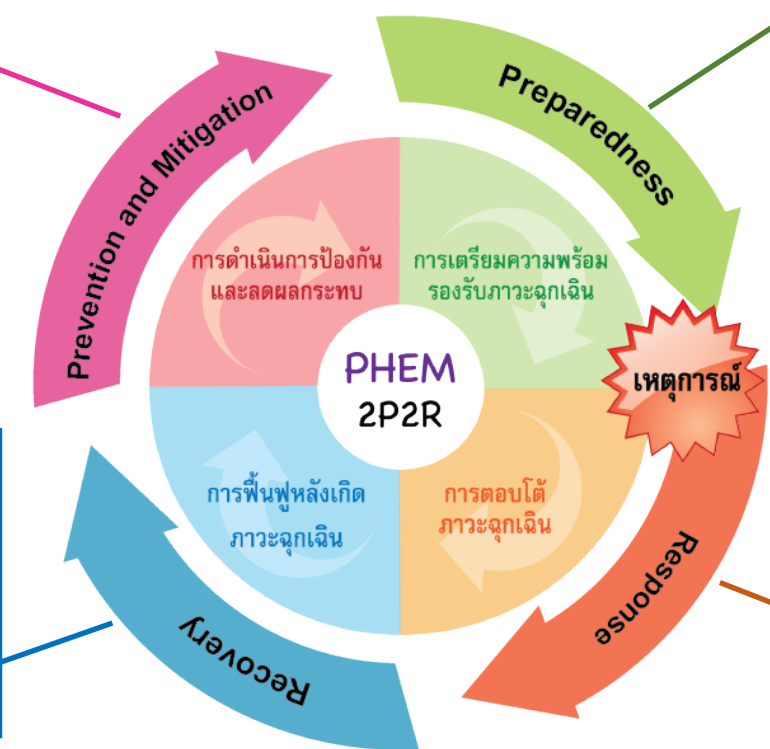 Prevention and Mitigation
Preparedness
การดำเนินการป้องกัน
และลดผลกระทบ
การเตรียมความพร้อม
รองรับภาวะฉุกเฉิน
PHEM
2P2R
เหตุการณ์
การฟื้นฟูหลังเกิด
ภาวะฉุกเฉิน
การตอบโต้
ภาวะฉุกเฉิน
Recovery
Response